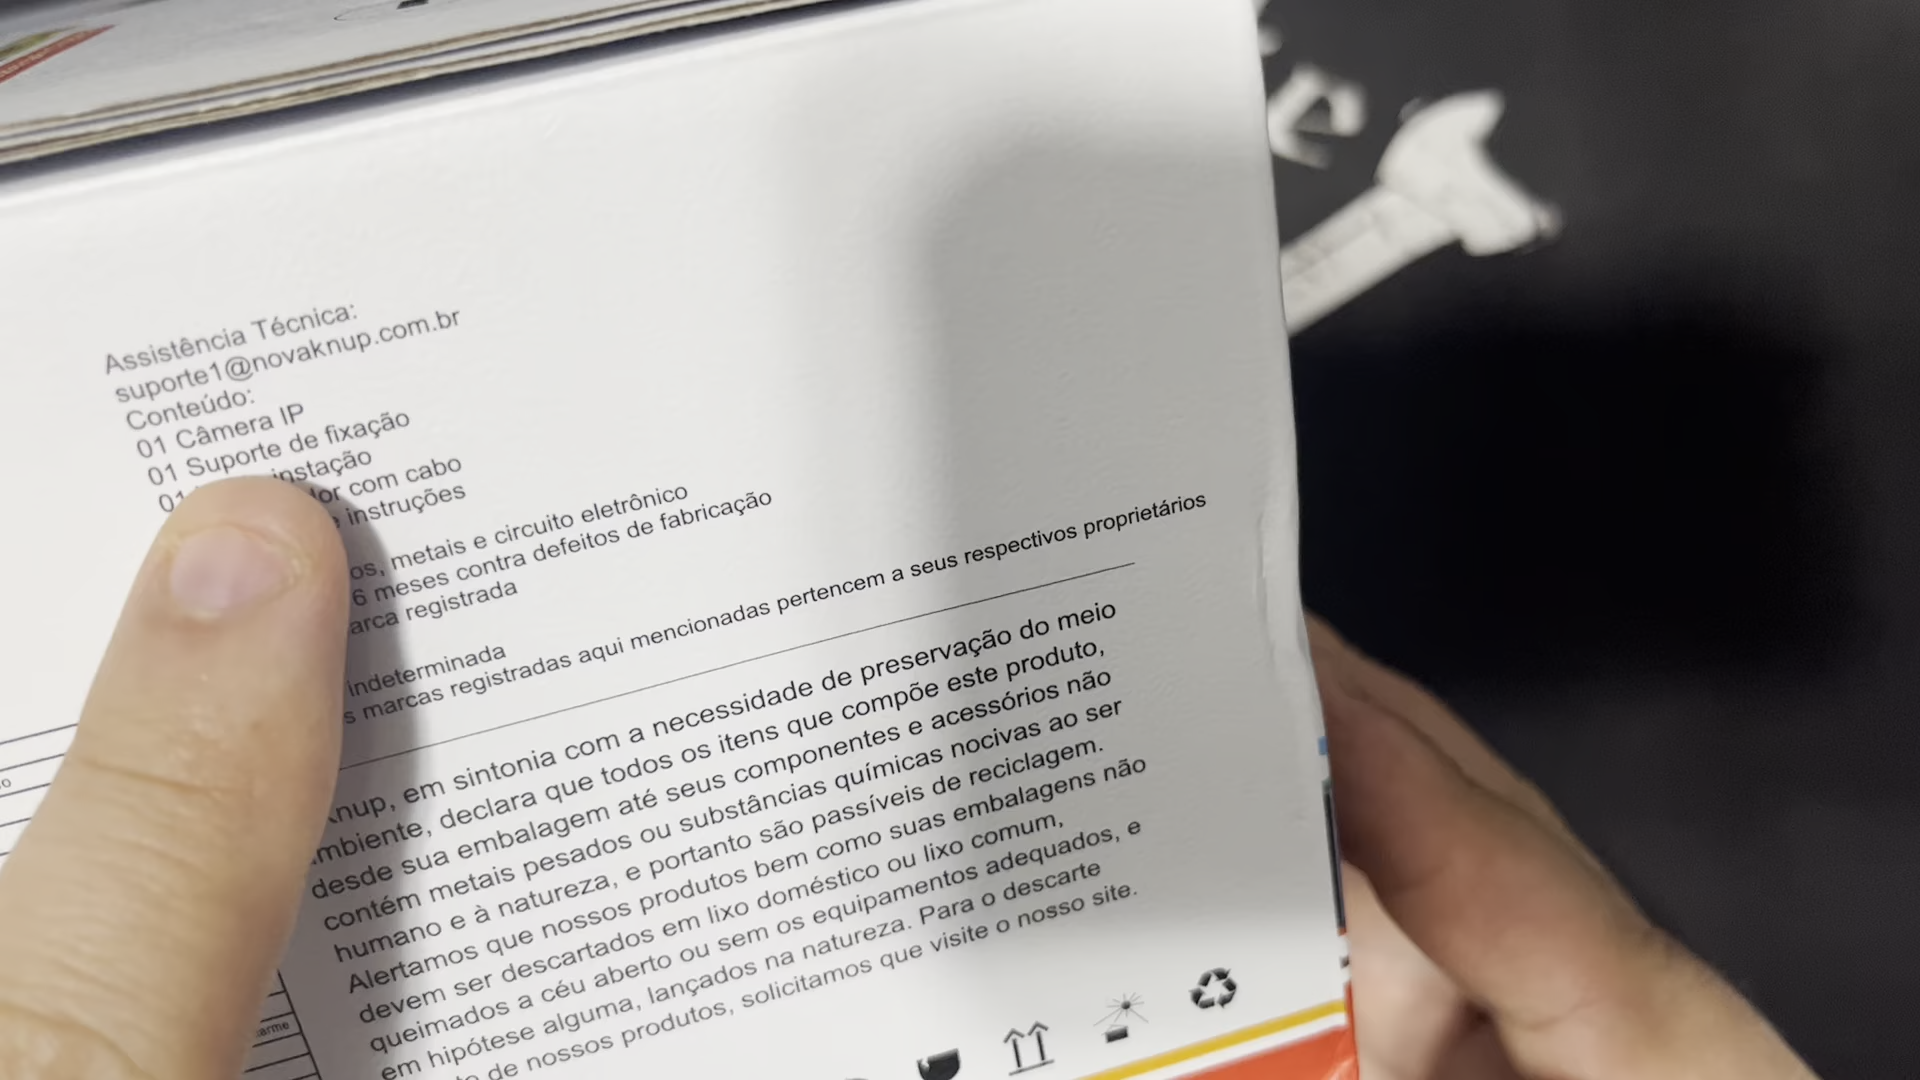 Assistência Técnica:
suporte1@novaknup.com.br
Conteúdo:
01 Câmera IP
01 Suporte de fixação
01 instação
com cabo
instruções
metais e circuito eletrônico
6 meses contra defeitos de fabricação
registrada
indeterminada
marcas registradas aqui mencionadas pertencem a seus respectivos proprietários
em sintonia com a necessidade de preservação do meio
declara que todos os itens que compõe este produto,
desde sua embalagem até seus componentes e acessórios não
contém metais pesados ou substâncias químicas nocivas ao ser
humano e à natureza, e portanto são passíveis de reciclagem.
Alertamos que nossos produtos bem como suas embalagens não
devem ser descartados em lixo doméstico ou lixo comum,
queimados a céu aberto ou sem os equipamentos adequados, e
em hipótese alguma, lançados na natureza. Para o descarte
de nossos produtos, solicitamos que visite o nosso site.